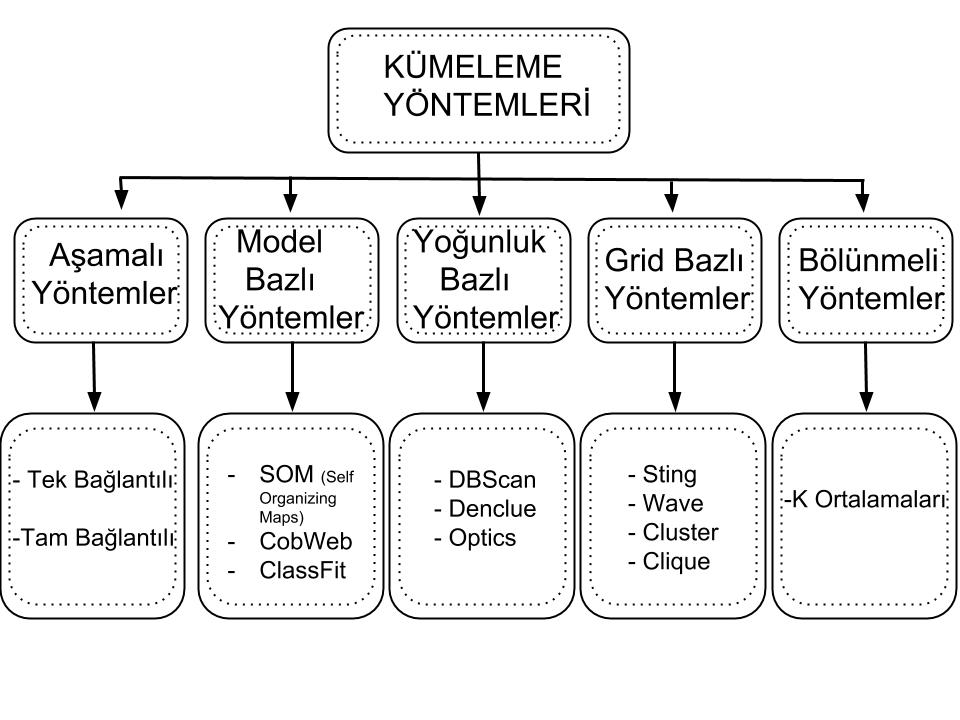 KÜMELEME
YÖNTEMLERİ
Aşamalı
Yöntemler
Model
Bazlı
Yöntemler
Yoğunluk
Bazlı
Yöntemler
Grid Bazlı
Yöntemler
Bölünmeli
Yöntemler
- Tek Bağlantılı
-Tam Bağlantılı
- SOM (Self
Organizing
Maps)
- CobWeb
- ClassFit
- DBScan
- Denclue
- Optics
- Sting
- Wave
- Cluster
- Clique
-K Ortalamaları